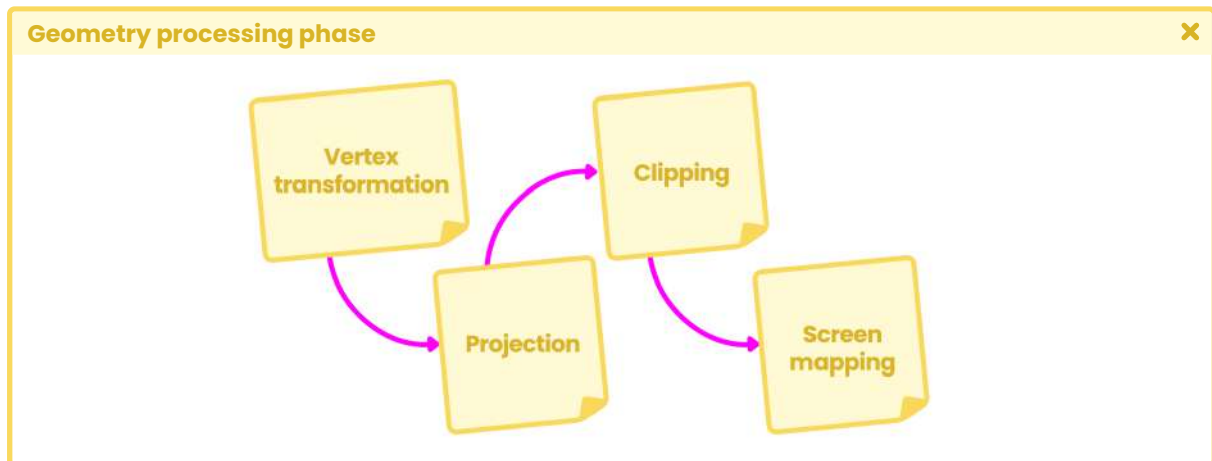 Geometry processing phase
Vertex
transformation
Projection
Clipping
Screen
mapping